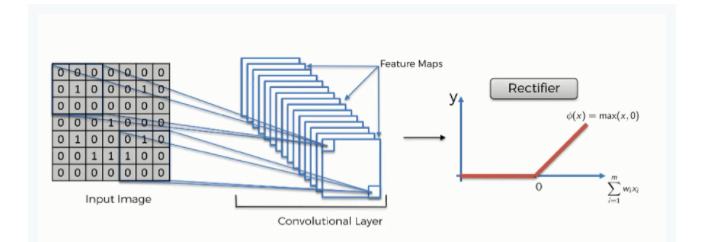 0 0 0 0 0 0 0
0 1 0 0 0 1 0
0 0 0 0 0 0 0
0 0 0 1 0 0 0
0 1 0 0 0 1 0
0 0 1 1 1 0 0
0 0 0 0 0 0 0
Input Image
Feature Maps
Convolutional Layer
Rectifier
y
ϕ(x) = max(x, 0)
0
m
∑ wᵢxᵢ
i=1